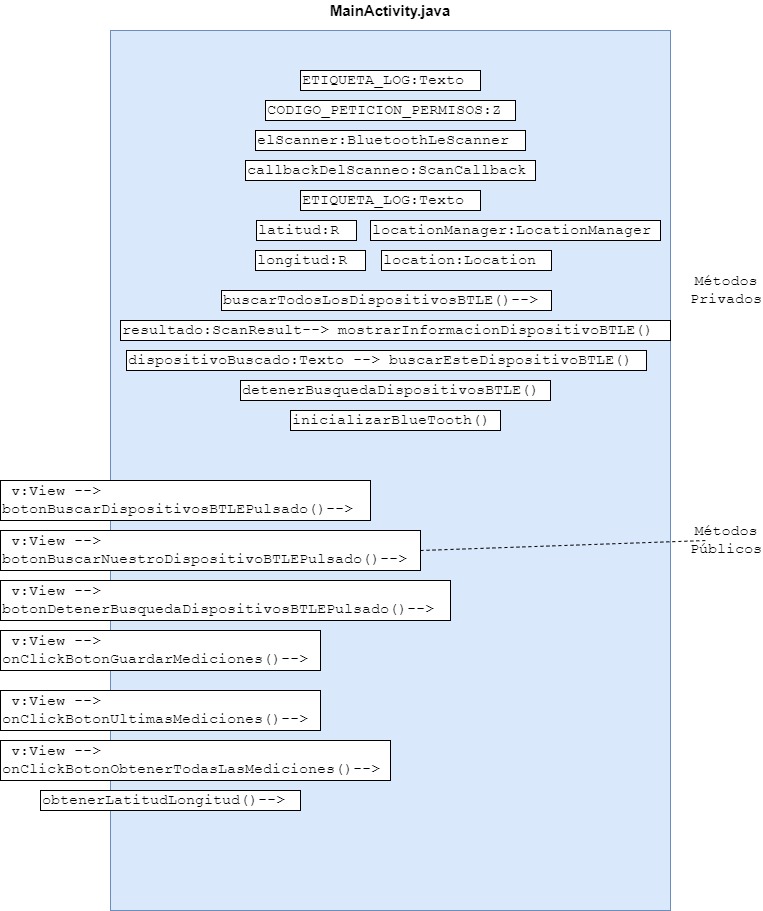 MainActivity.java
ETIQUETA_LOG:Texto
CODIGO_PETICION_PERMISOS:Z
elScanner:BluetoothLeScanner
callbackDelScanneo:ScanCallback
ETIQUETA_LOG:Texto
latitud:R
locationManager:LocationManager
longitud:R
location:Location
Métodos
Privados
buscarTodosLosDispositivosBTLE()-->
resultado:ScanResult--> mostrarInformacionDispositivoBTLE()
dispositivoBuscado:Texto --> buscarEsteDispositivoBTLE()
detenerBusquedaDispositivosBTLE()
inicializarBlueTooth()
v:View -->
botonBuscarDispositivosBTLEPulsado()-->
v:View -->
botonBuscarNuestroDispositivoBTLEPulsado()-->
Métodos
Públicos
v:View -->
botonDetenerBusquedaDispositivosBTLEPulsado()-->
v:View -->
onClickBotonGuardarMediciones()-->
v:View -->
onClickBotonUltimasMediciones()-->
v:View -->
onClickBotonObtenerTodasLasMediciones()-->
obtenerLatitudLongitud()-->